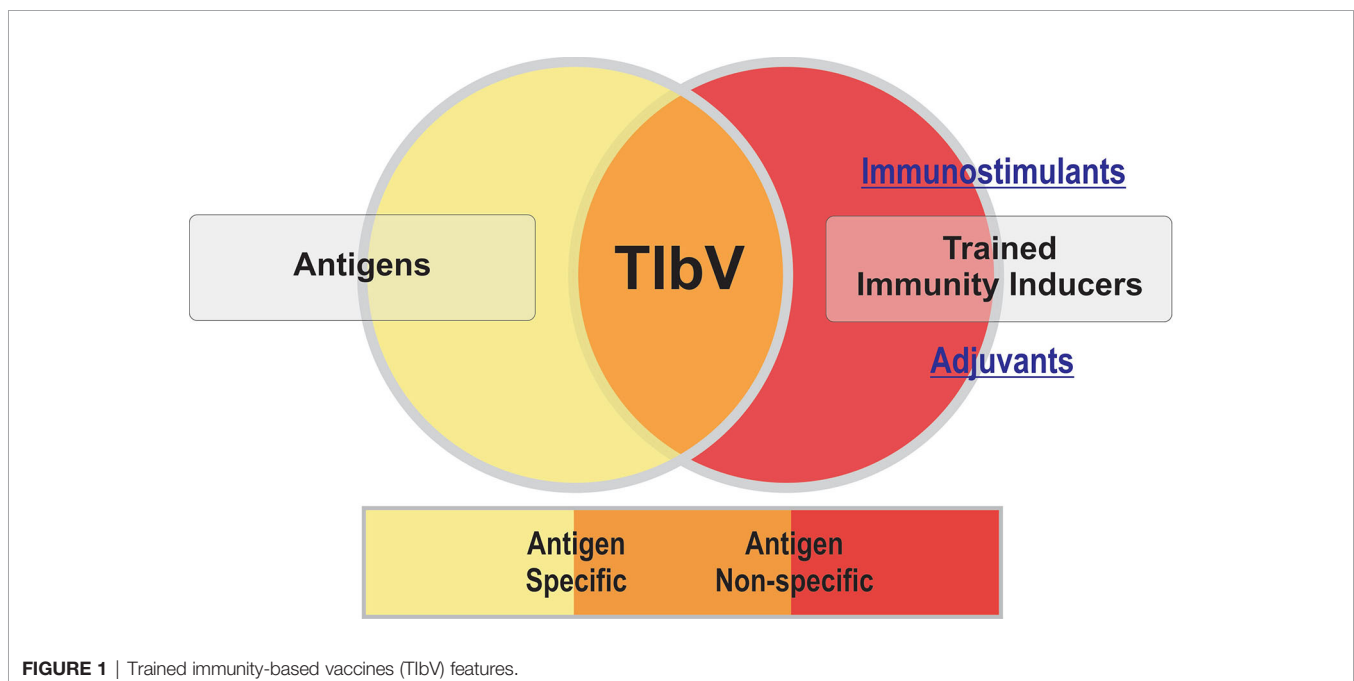 Immunostimulants
Antigens
TIbV
Trained
Immunity Inducers
Adjuvants
Antigen
Specific
Antigen
Non-specific
FIGURE 1 | Trained immunity-based vaccines (TIbV) features.